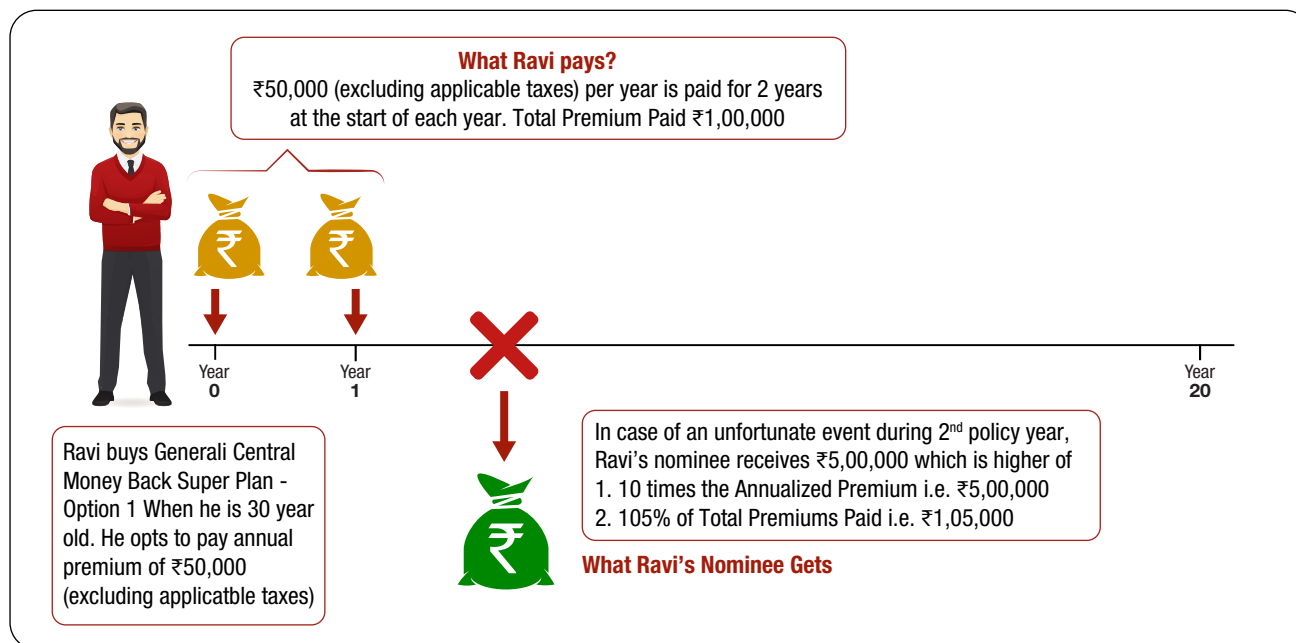 What Ravi pays?
₹50,000 (excluding applicable taxes) per year is paid for 2 years
at the start of each year. Total Premium Paid ₹1,00,000
₹
₹
Year
0
Year
1
Year
20
Ravi buys Generali Central
Money Back Super Plan -
Option 1 When he is 30 year
old. He opts to pay annual
premium of ₹50,000
(excluding applicatble taxes)
₹
In case of an unfortunate event during 2nd policy year,
Ravi's nominee receives ₹5,00,000 which is higher of
1. 10 times the Annualized Premium i.e. ₹5,00,000
2. 105% of Total Premiums Paid i.e. ₹1,05,000
What Ravi's Nominee Gets